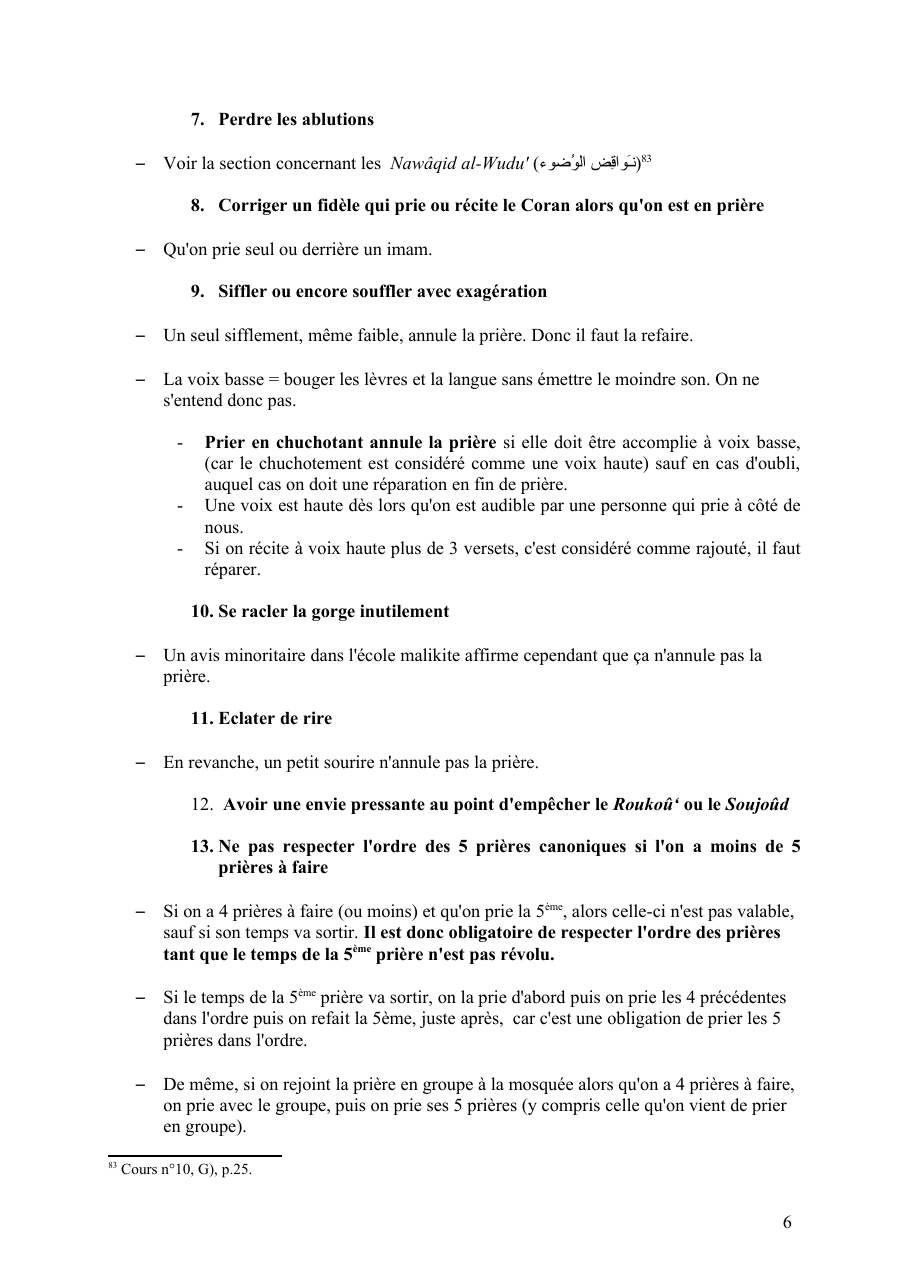 7. Perdre les ablutions
– Voir la section concernant les Nawâqid al-Wudu' (نَـوَاقِض الوُضوء)83
8. Corriger un fidèle qui prie ou récite le Coran alors qu'on est en prière
– Qu'on prie seul ou derrière un imam.
9. Siffler ou encore souffler avec exagération
– Un seul sifflement, même faible, annule la prière. Donc il faut la refaire.
– La voix basse = bouger les lèvres et la langue sans émettre le moindre son. On ne
s'entend donc pas.
- Prier en chuchotant annule la prière si elle doit être accomplie à voix basse,
(car le chuchotement est considéré comme une voix haute) sauf en cas d'oubli,
auquel cas on doit une réparation en fin de prière.
- Une voix est haute dès lors qu'on est audible par une personne qui prie à côté de
nous.
- Si on récite à voix haute plus de 3 versets, c'est considéré comme rajouté, il faut
réparer.
10. Se racler la gorge inutilement
– Un avis minoritaire dans l'école malikite affirme cependant que ça n'annule pas la
prière.
11. Eclater de rire
– En revanche, un petit sourire n'annule pas la prière.
12. Avoir une envie pressante au point d'empêcher le Roukoû‘ ou le Soujoûd
13. Ne pas respecter l'ordre des 5 prières canoniques si l'on a moins de 5
prières à faire
– Si on a 4 prières à faire (ou moins) et qu'on prie la 5ème, alors celle-ci n'est pas valable,
sauf si son temps va sortir. Il est donc obligatoire de respecter l'ordre des prières
tant que le temps de la 5ème prière n'est pas révolu.
– Si le temps de la 5ème prière va sortir, on la prie d'abord puis on prie les 4 précédentes
dans l'ordre puis on refait la 5ème, juste après, car c'est une obligation de prier les 5
prières dans l'ordre.
– De même, si on rejoint la prière en groupe à la mosquée alors qu'on a 4 prières à faire,
on prie avec le groupe, puis on prie ses 5 prières (y compris celle qu'on vient de prier
en groupe).
83 Cours n°10, G), p.25.
6